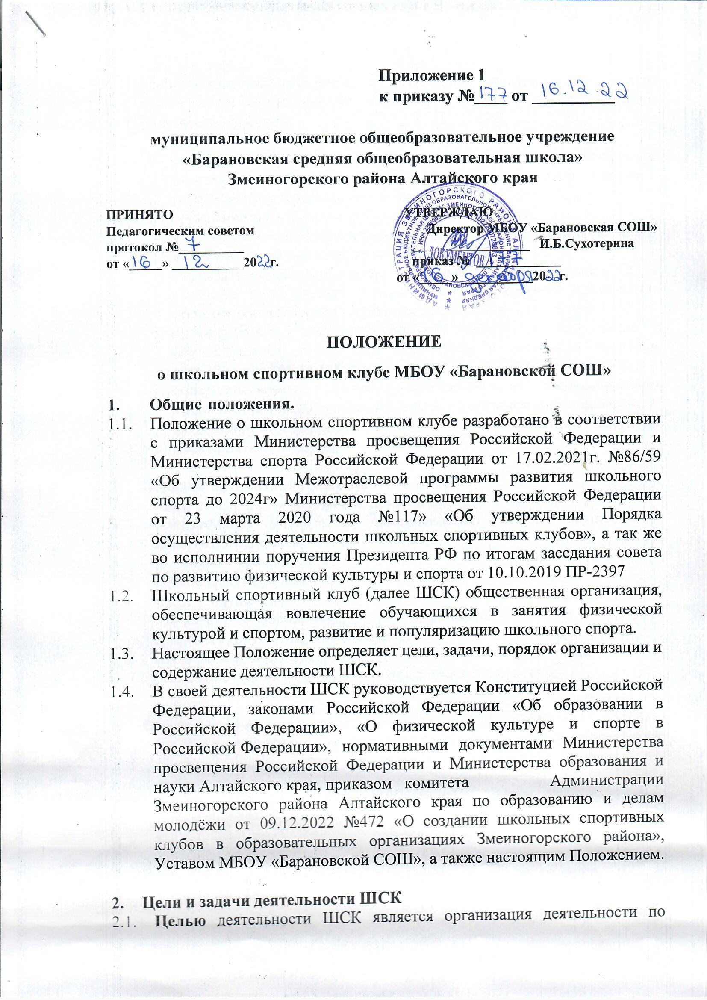 Приложение 1
к приказу № 177 от 16.12.22
муниципальное бюджетное общеобразовательное учреждение
«Барановская средняя общеобразовательная школа»
Змеиногорского района Алтайского края
ПРИНЯТО
Педагогическим советом
протокол № 7
от «16» 12 2022г.
УТВЕРЖДАЮ
Директор МБОУ «Барановская СОШ»
И.Б.Сухотерина
приказ № 177
от «16» декабря 2022г.
ДОКУМЕНТОВ
ПОЛОЖЕНИЕ
о школьном спортивном клубе МБОУ «Барановской СОШ»
1. Общие положения.
1.1. Положение о школьном спортивном клубе разработано в соответствии
с приказами Министерства просвещения Российской Федерации и
Министерства спорта Российской Федерации от 17.02.2021г. №86/59
«Об утверждении Межотраслевой программы развития школьного
спорта до 2024г» Министерства просвещения Российской Федерации
от 23 марта 2020 года №117» «Об утверждении Порядка
осуществления деятельности школьных спортивных клубов», а так же
во исполнинии поручения Президента РФ по итогам заседания совета
по развитию физической культуры и спорта от 10.10.2019 ПР-2397
1.2. Школьный спортивный клуб (далее ШСК) общественная организация,
обеспечивающая вовлечение обучающихся в занятия физической
культурой и спортом, развитие и популяризацию школьного спорта.
1.3. Настоящее Положение определяет цели, задачи, порядок организации и
содержание деятельности ШСК.
1.4. В своей деятельности ШСК руководствуется Конституцией Российской
Федерации, законами Российской Федерации «Об образовании в
Российской Федерации», «О физической культуре и спорте в
Российской Федерации», нормативными документами Министерства
просвещения Российской Федерации и Министерства образования и
науки Алтайского края, приказом комитета Администрации
Змеиногорского района Алтайского края по образованию и делам
молодёжи от 09.12.2022 №472 «О создании школьных спортивных
клубов в образовательных организациях Змеиногорского района»,
Уставом МБОУ «Барановской СОШ», а также настоящим Положением.
2. Цели и задачи деятельности ШСК
2.1. Целью деятельности ШСК является организация деятельности по